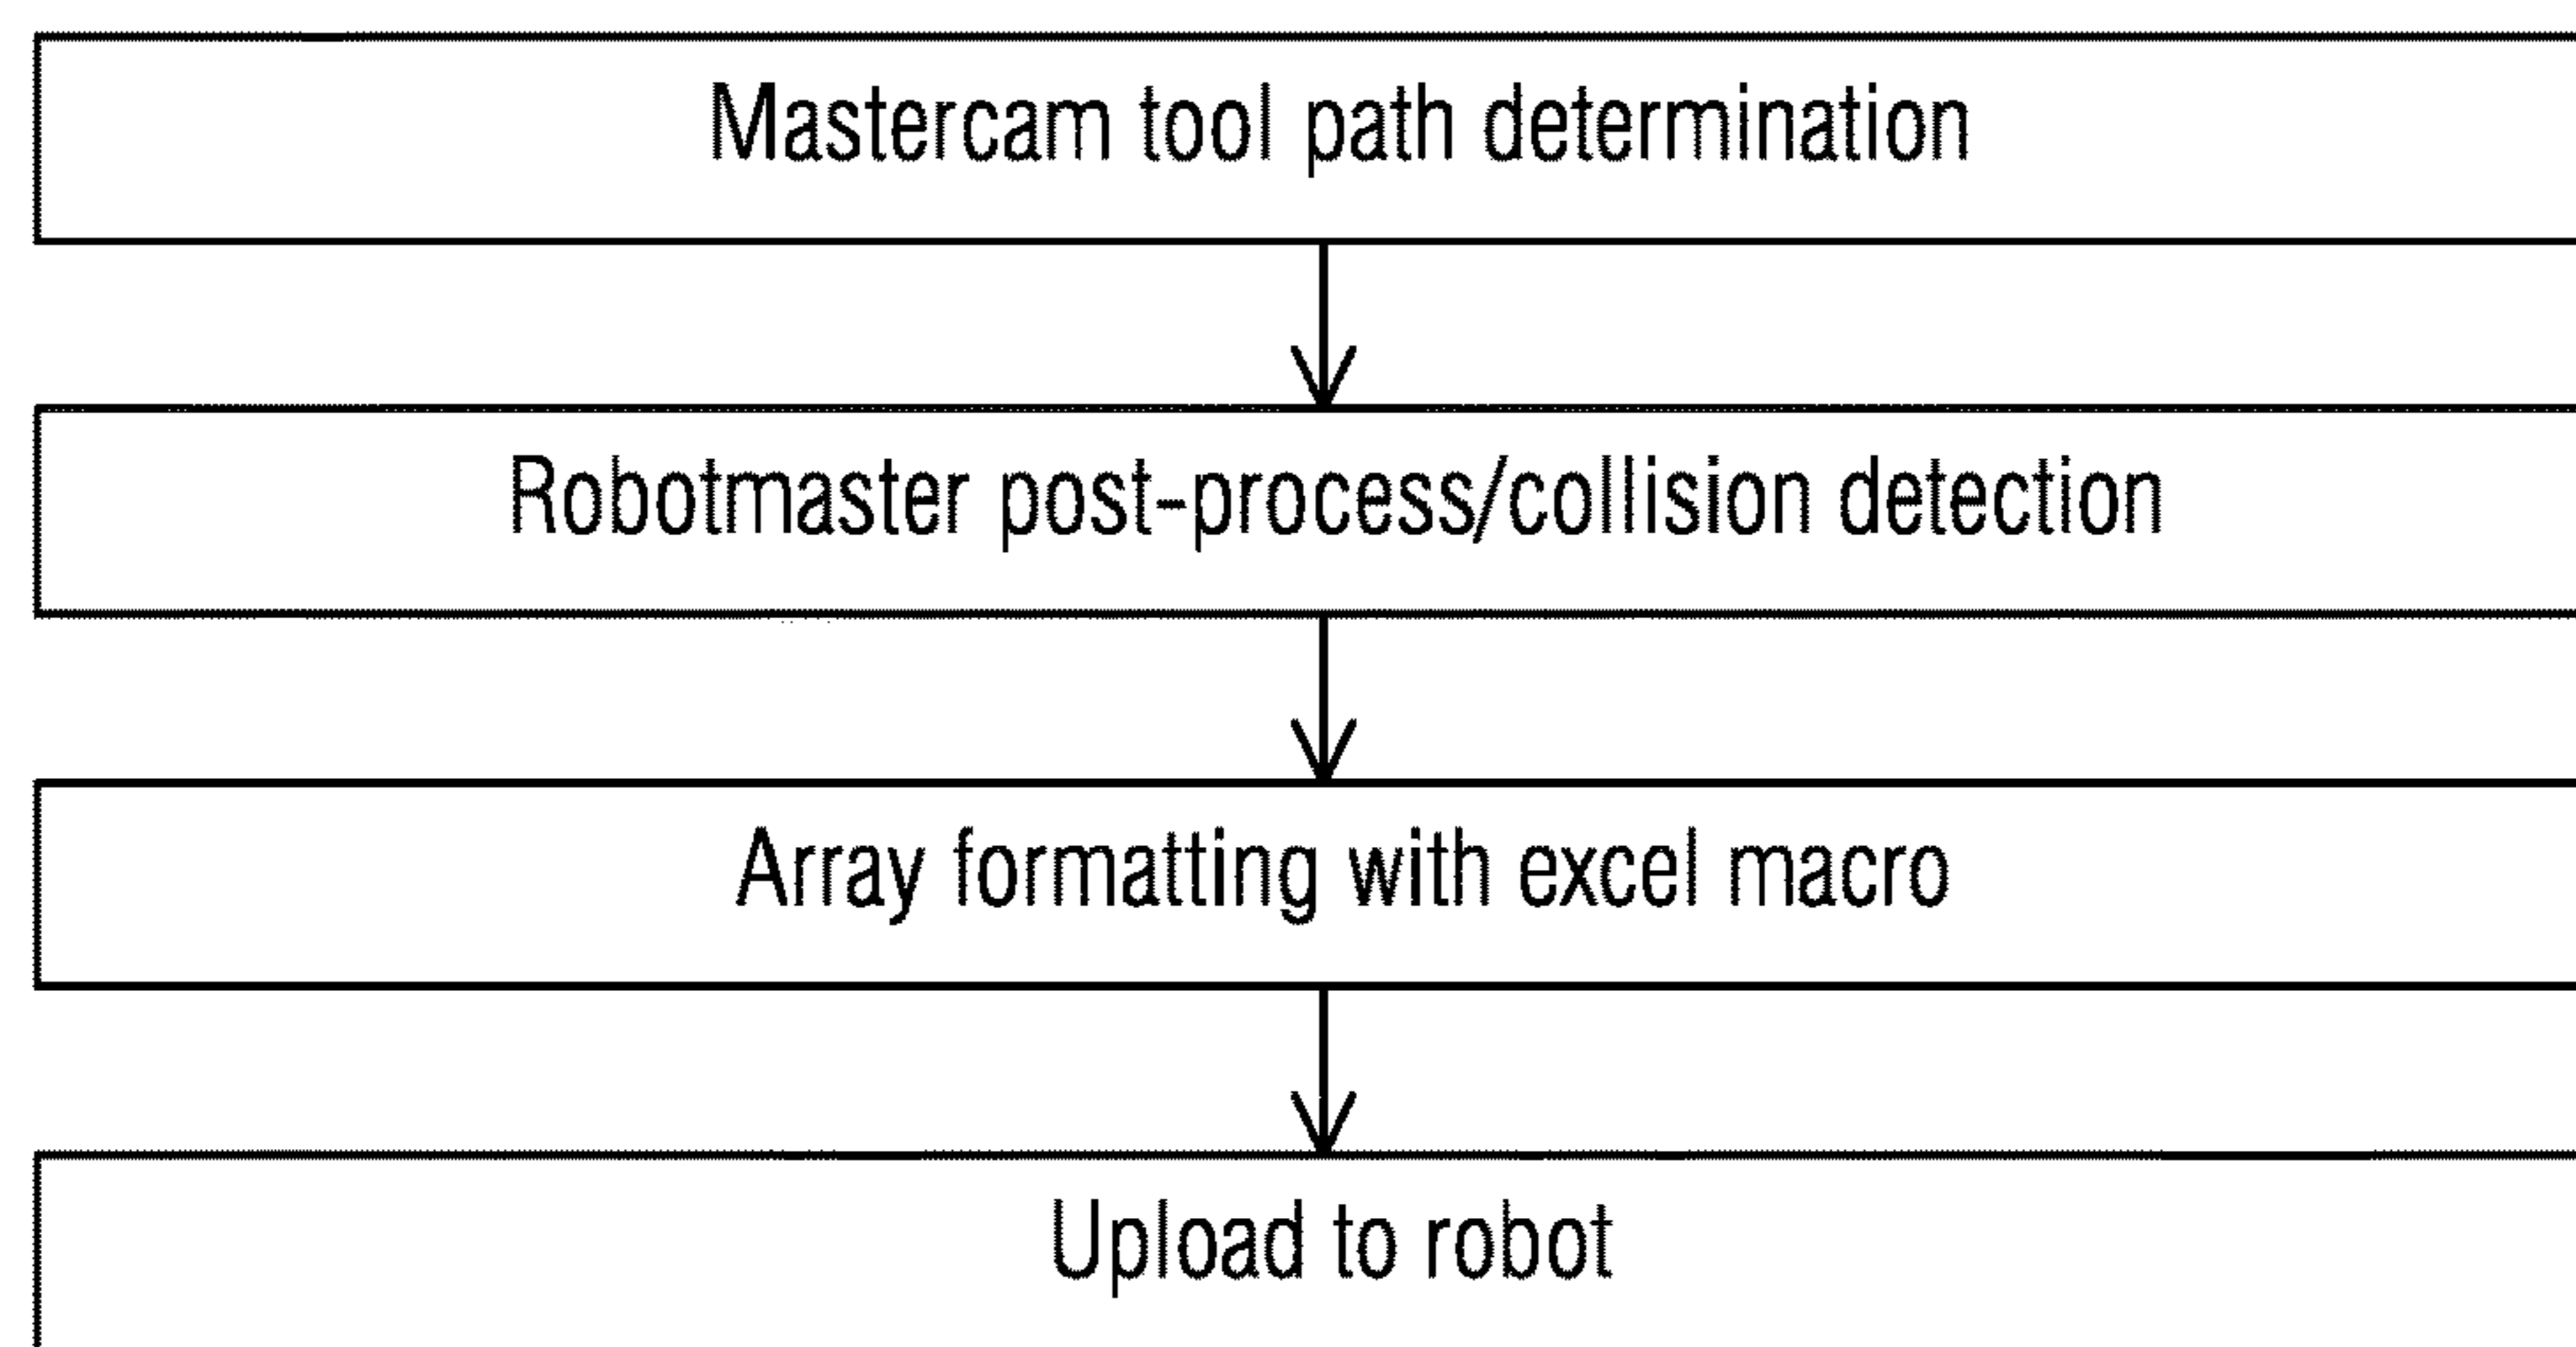 Mastercam tool path determination
Robotmaster post-process/collision detection
Array formatting with excel macro
Upload to robot